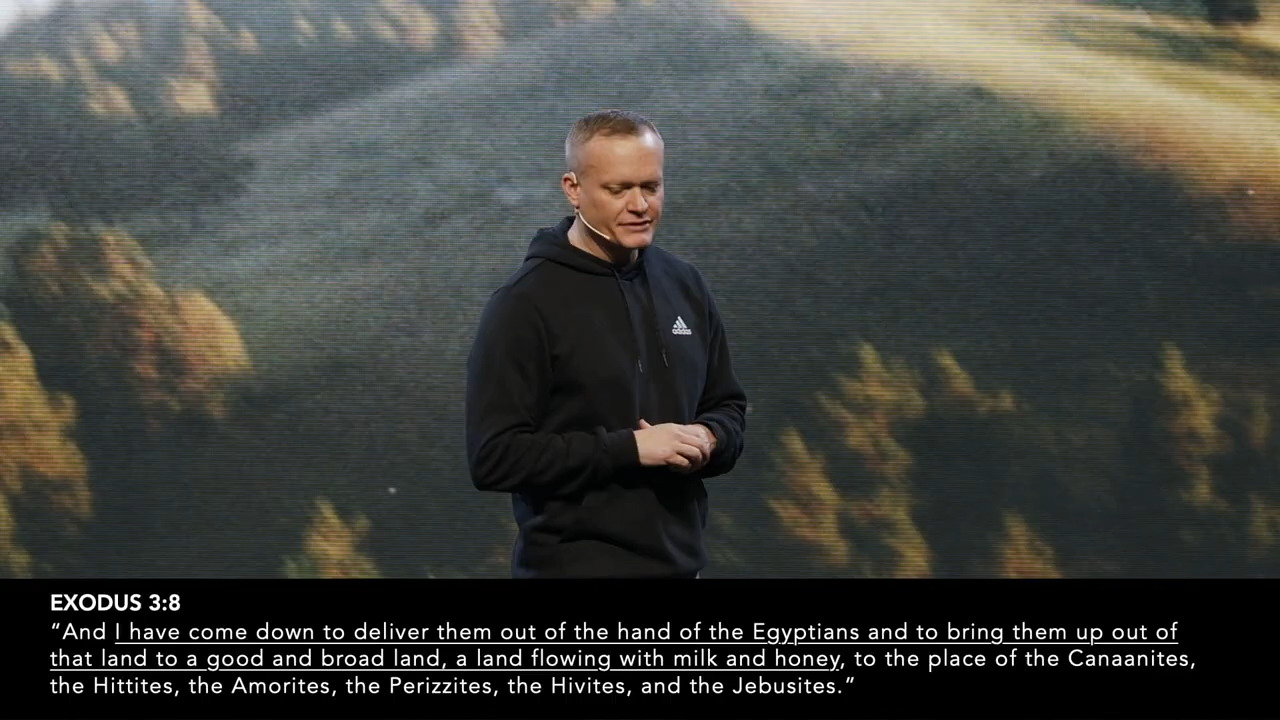 adidas
EXODUS 3:8
“And I have come down to deliver them out of the hand of the Egyptians and to bring them up out of
that land to a good and broad land, a land flowing with milk and honey, to the place of the Canaanites,
the Hittites, the Amorites, the Perizzites, the Hivites, and the Jebusites.”